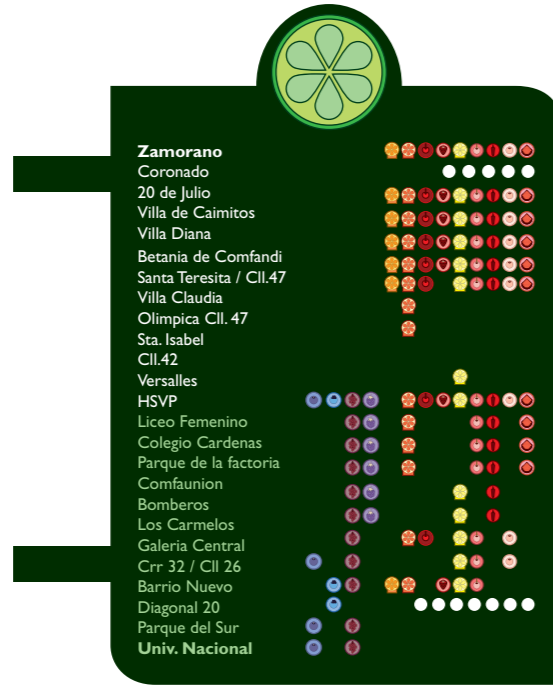 Zamorano
Coronado
20 de Julio
Villa de Caimitos
Villa Diana
Betania de Comfandi
Santa Teresita / Cll.47
Villa Claudia
Olimpica Cll. 47
Sta. Isabel
Cll.42
Versalles
HSVP
Liceo Femenino
Colegio Cardenas
Parque de la factoria
Comfaunion
Bomberos
Los Carmelos
Galeria Central
Crr 32 / Cll 26
Barrio Nuevo
Diagonal 20
Parque del Sur
Univ. Nacional